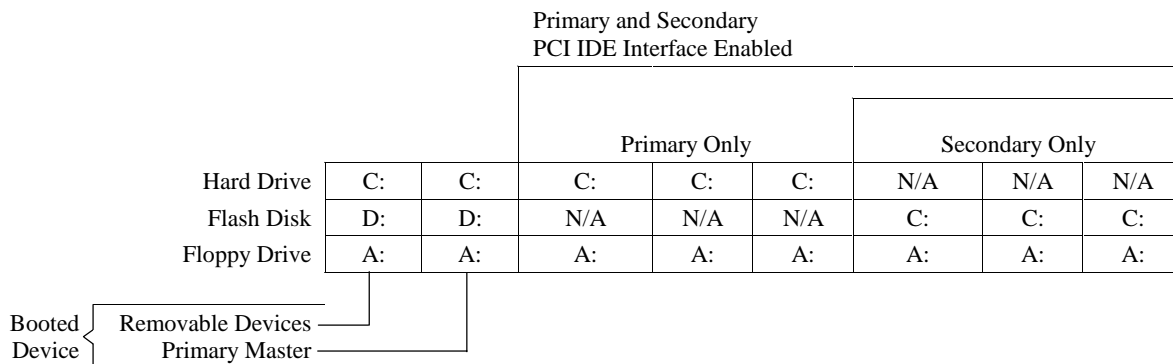 Primary and Secondary
PCI IDE Interface Enabled
Primary Only Secondary Only
Hard Drive C: C: C: C: C: N/A N/A N/A
Flash Disk D: D: N/A N/A N/A C: C: C:
Floppy Drive A: A: A: A: A: A: A: A:
Booted Device
Removable Devices
Primary Master